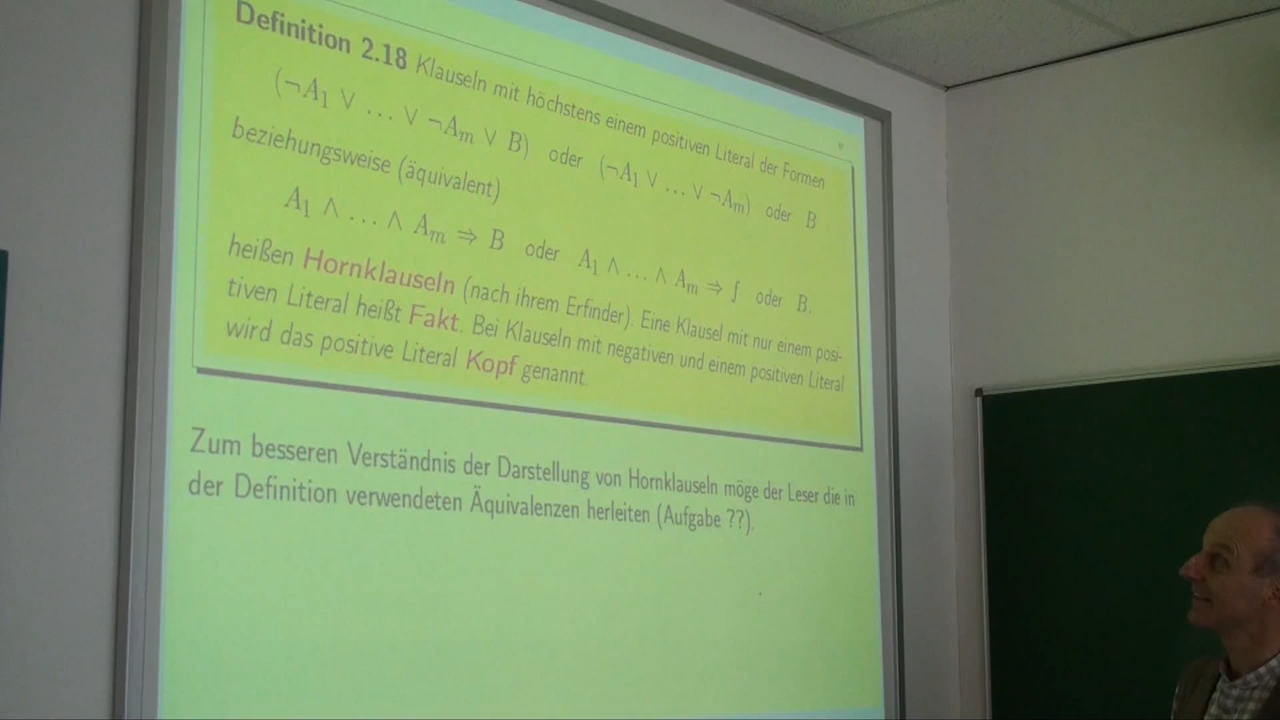 Definition 2.18 Klauseln mit höchstens einem positiven Literal der Formen
(¬A₁ ∨ … ∨ ¬Aₘ ∨ B) oder (¬A₁ ∨ … ∨ ¬Aₘ) oder B
beziehungsweise (äquivalent)
A₁ ∧ … ∧ Aₘ ⇒ B oder A₁ ∧ … ∧ Aₘ ⇒ f oder B.
heißen Hornklauseln (nach ihrem Erfinder). Eine Klausel mit nur einem posi-
tiven Literal heißt Fakt. Bei Klauseln mit negativen und einem positiven Literal
wird das positive Literal Kopf genannt.
Zum besseren Verständnis der Darstellung von Hornklauseln möge der Leser die in
der Definition verwendeten Äquivalenzen herleiten (Aufgabe ??).